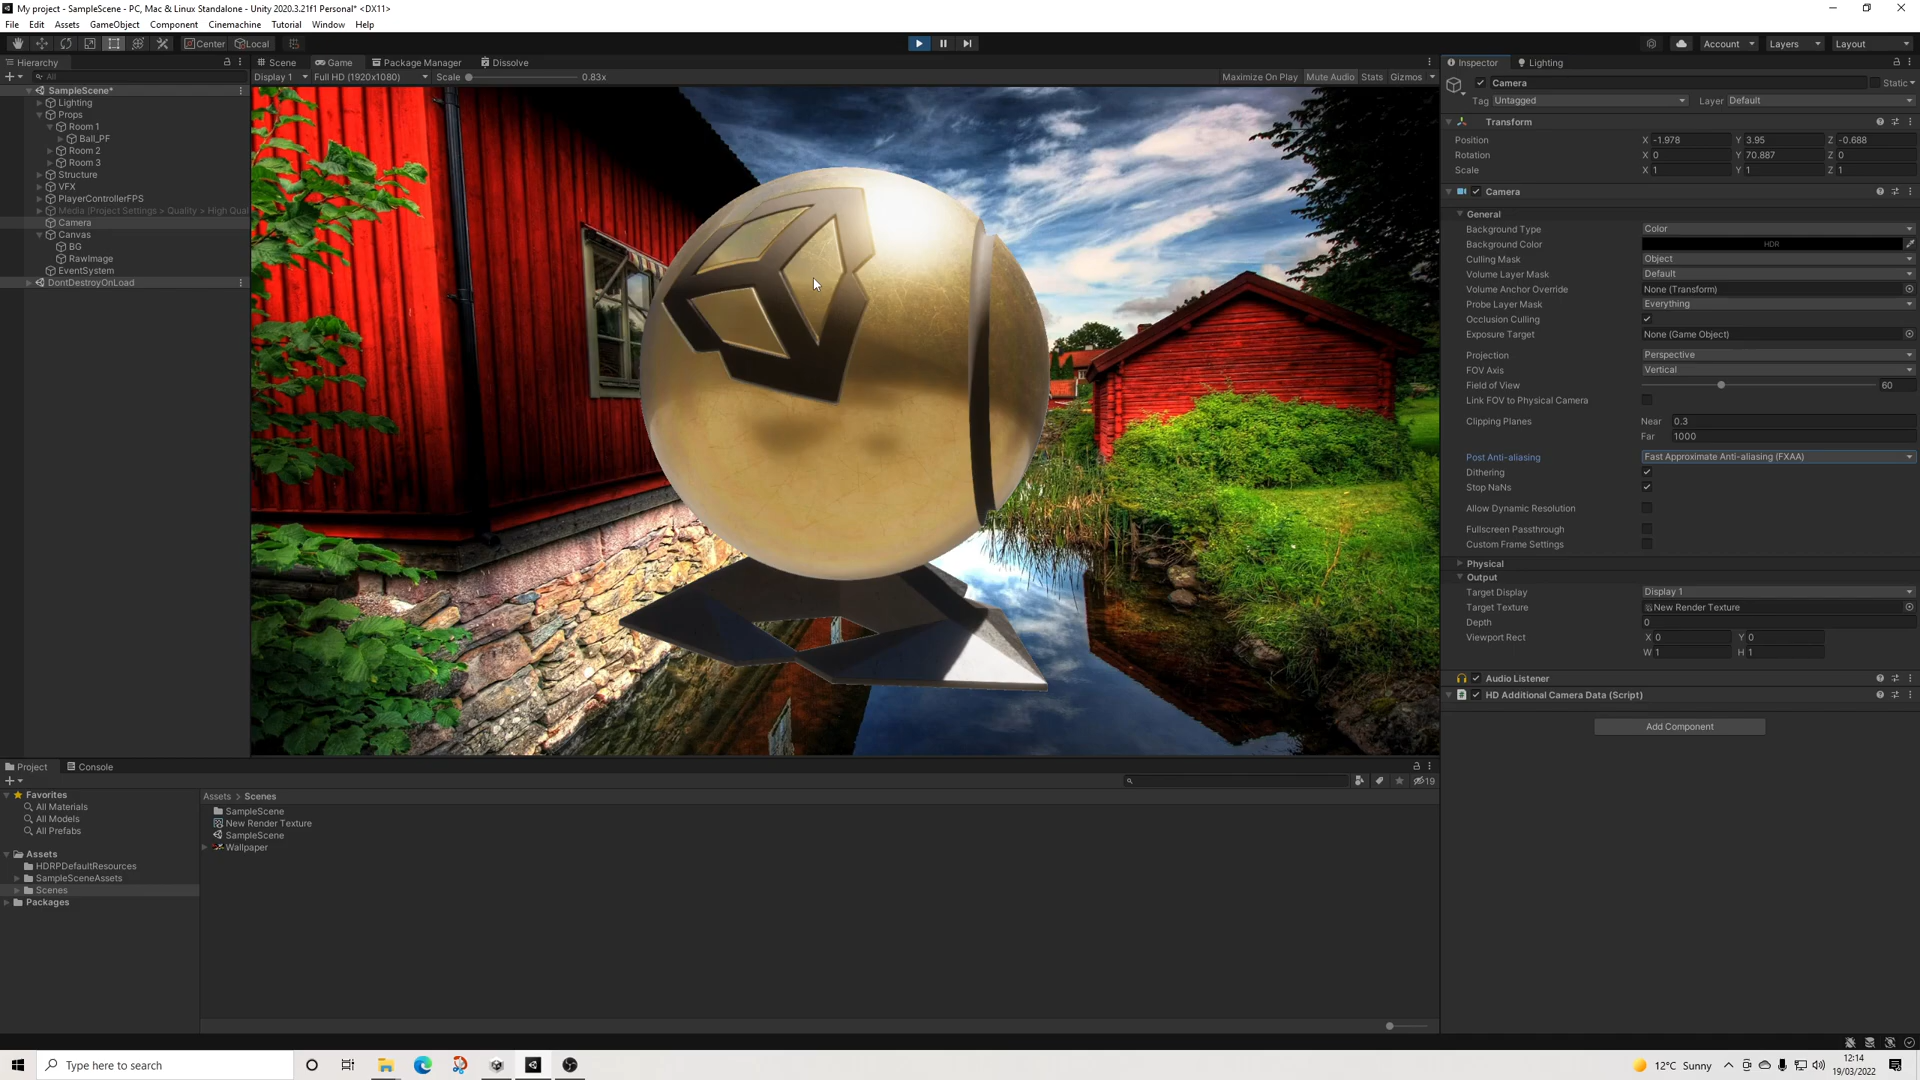 My project - SampleScene - PC, Mac & Linux Standalone - Unity 2020.3.21f1 Personal* <DX11>
File Edit Assets GameObject Component Cinemachine Tutorial Window Help
Center Local Account Layers Layout
Hierarchy
All
SampleScene*
Lighting
Props
Room 1
Ball_PF
Room 2
Room 3
Structure
VFX
PlayerControllerFPS
Media [Project Settings > Quality > High Qual
Camera
Canvas
BG
RawImage
EventSystem
DontDestroyOnLoad
Scene Game Package Manager Dissolve
Display 1 Full HD (1920x1080) Scale 0.83x Maximize On Play Mute Audio Stats Gizmos
Inspector Lighting
Camera Static
Tag Untagged Layer Default
Transform
Position X -1.978 Y 3.95 Z -0.688
Rotation X 0 Y 70.887 Z 0
Scale X 1 Y 1 Z 1
Camera
General
Background Type Color
Background Color HDR
Culling Mask Object
Volume Layer Mask Default
Volume Anchor Override None (Transform)
Probe Layer Mask Everything
Occlusion Culling
Exposure Target None (Game Object)
Projection Perspective
FOV Axis Vertical
Field of View 60
Link FOV to Physical Camera
Clipping Planes Near 0.3
Far 1000
Post Anti-aliasing Fast Approximate Anti-aliasing (FXAA)
Dithering
Stop NaNs
Allow Dynamic Resolution
Fullscreen Passthrough
Custom Frame Settings
Physical
Output
Target Display Display 1
Target Texture New Render Texture
Depth 0
Viewport Rect X 0 Y 0
W 1 H 1
Audio Listener
HD Additional Camera Data (Script)
Add Component
Project Console
19
Favorites
All Materials
All Models
All Prefabs
Assets
HDRPDefaultResources
SampleSceneAssets
Scenes
Packages
Assets > Scenes
SampleScene
New Render Texture
SampleScene
Wallpaper
Type here to search
12°C Sunny
12:14
19/03/2022